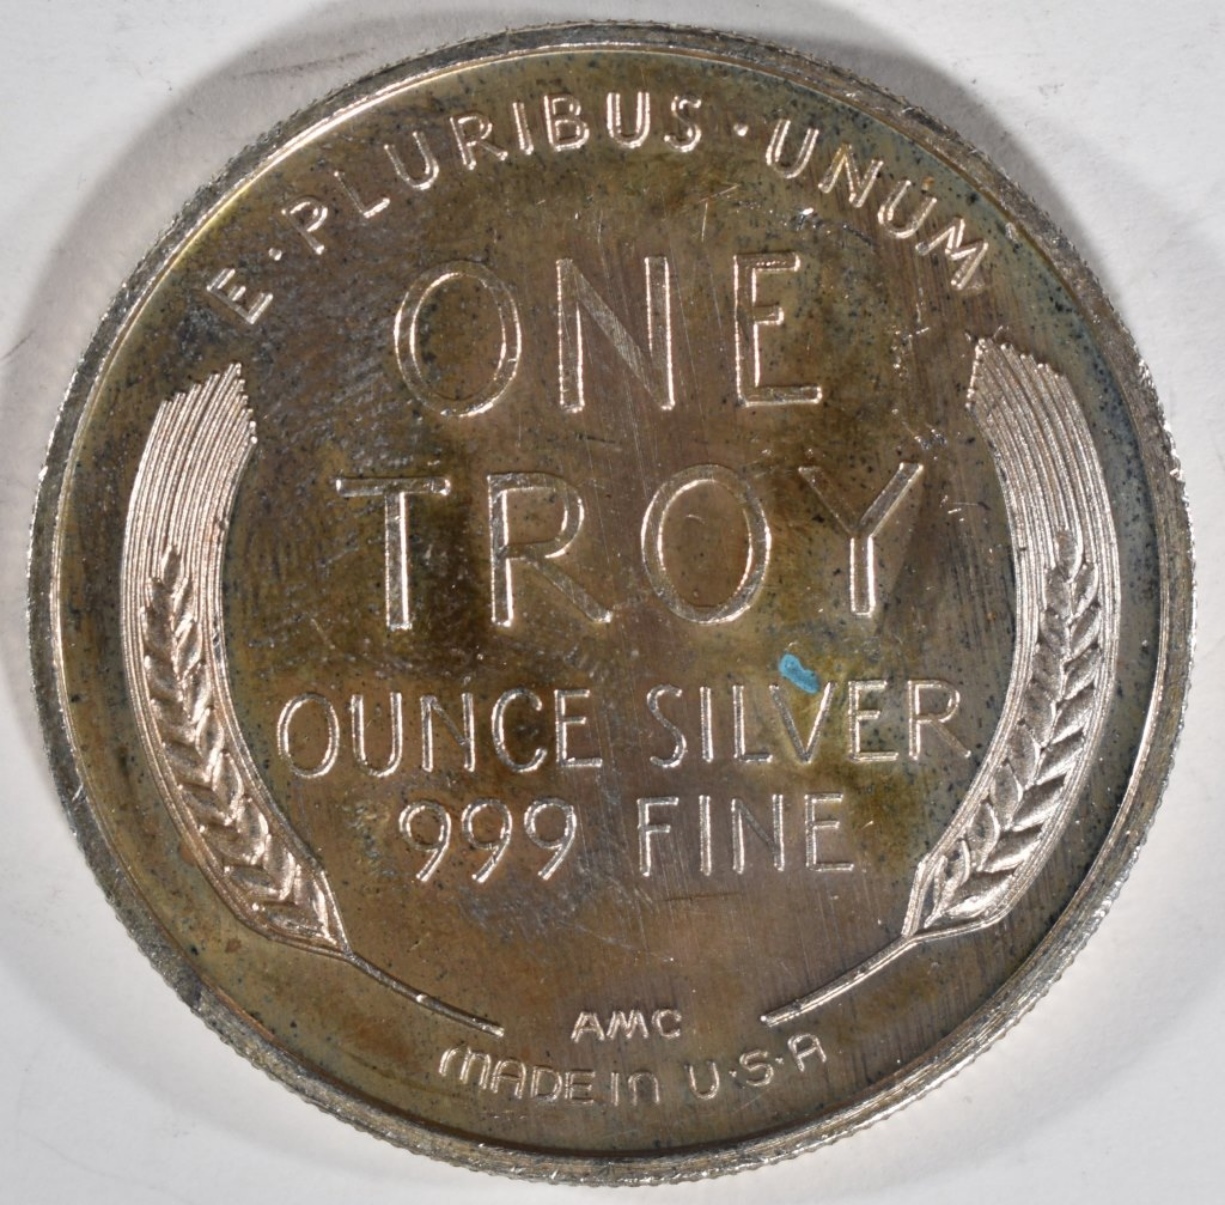 E·PLURIBUS·UNUM
ONE
TROY
OUNCE SILVER
999 FINE
AMC
MADE in U·S·A